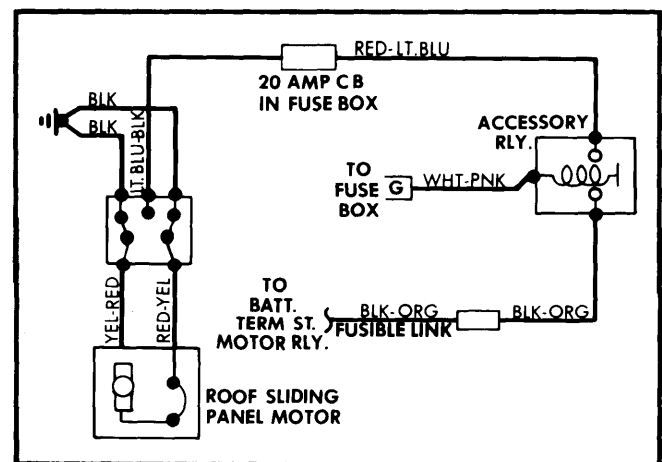 RED-LT.BLU
20 AMP CB
IN FUSE BOX
BLK
BLK
LT.BLU-BLK
ACCESSORY
RLY.
TO
FUSE
BOX
G
WHT-PNK
YEL-RED
RED-YEL
TO
BATT.
TERM ST.
MOTOR RLY.
BLK-ORG
FUSIBLE LINK
BLK-ORG
ROOF SLIDING
PANEL MOTOR